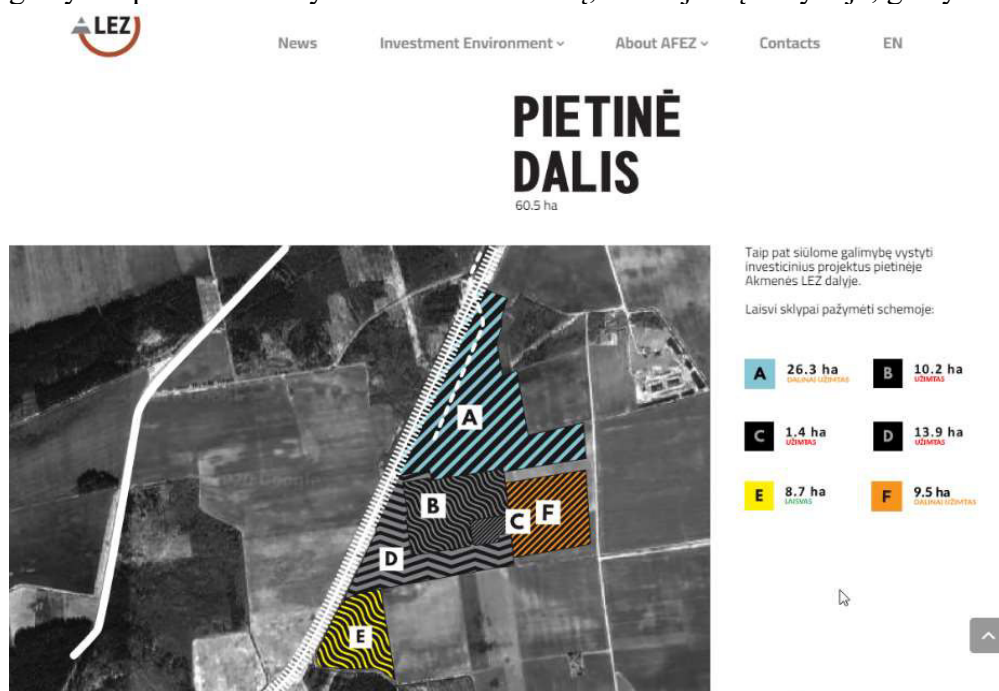 LEZ
News Investment Environment About AFEZ Contacts EN
PIETINĖ
DALIS
60.5 ha
Taip pat siūlome galimybę vystyti
investicinius projektus pietinėje
Akmenės LEZ dalyje.
Laisvi sklypai pažymėti schemoje:
A 26.3 ha B 10.2 ha
DALINAI UŽIMTAS UŽIMTAS
C 1.4 ha D 13.9 ha
UŽIMTAS UŽIMTAS
E 8.7 ha F 9.5 ha
LAISVAS DALINAI UŽIMTAS
A
B
C
F
D
E